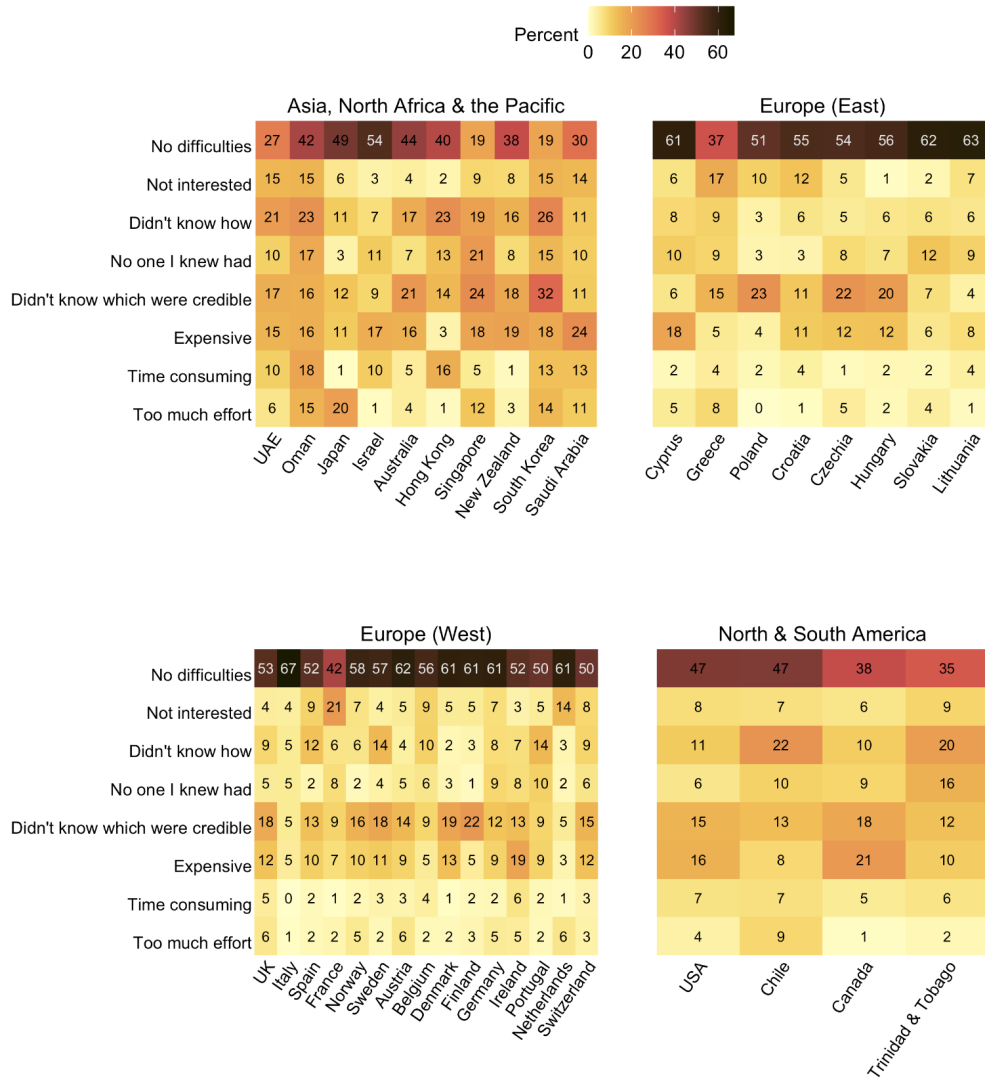 Percent
0 20 40 60
Asia, North Africa & the Pacific
No difficulties 27 42 49 54 44 40 19 38 19 30
Not interested 15 15 6 3 4 2 9 8 15 14
Didn't know how 21 23 11 7 17 23 19 16 26 11
No one I knew had 10 17 3 11 7 13 21 8 15 10
Didn't know which were credible 17 16 12 9 21 14 24 18 32 11
Expensive 15 16 11 17 16 3 18 19 18 24
Time consuming 10 18 1 10 5 16 5 1 13 13
Too much effort 6 15 20 1 4 1 12 3 14 11
UAE Oman Japan Israel Australia Hong Kong Singapore New Zealand South Korea Saudi Arabia
Europe (East)
61 37 51 55 54 56 62 63
6 17 10 12 5 1 2 7
8 9 3 6 5 6 6 6
10 9 3 3 8 7 12 9
6 15 23 11 22 20 7 4
18 5 4 11 12 12 6 8
2 4 2 4 1 2 2 4
5 8 0 1 5 2 4 1
Cyprus Greece Poland Croatia Czechia Hungary Slovakia Lithuania
Europe (West)
No difficulties 53 67 52 42 58 57 62 56 61 61 61 52 50 61 50
Not interested 4 4 9 21 7 4 5 9 5 5 7 3 5 14 8
Didn't know how 9 5 12 6 6 14 4 10 2 3 8 7 14 3 9
No one I knew had 5 5 2 8 2 4 5 6 3 1 9 8 10 2 6
Didn't know which were credible 18 5 13 9 16 18 14 9 19 22 12 13 9 5 15
Expensive 12 5 10 7 10 11 9 5 13 5 9 19 9 3 12
Time consuming 5 0 2 1 2 3 3 4 1 2 2 6 2 1 3
Too much effort 6 1 2 2 5 2 6 2 2 3 5 5 2 6 3
UK Italy Spain France Norway Sweden Austria Belgium Denmark Finland Germany Ireland Portugal Netherlands Switzerland
North & South America
47 47 38 35
8 7 6 9
11 22 10 20
6 10 9 16
15 13 18 12
16 8 21 10
7 7 5 6
4 9 1 2
USA Chile Canada Trinidad & Tobago